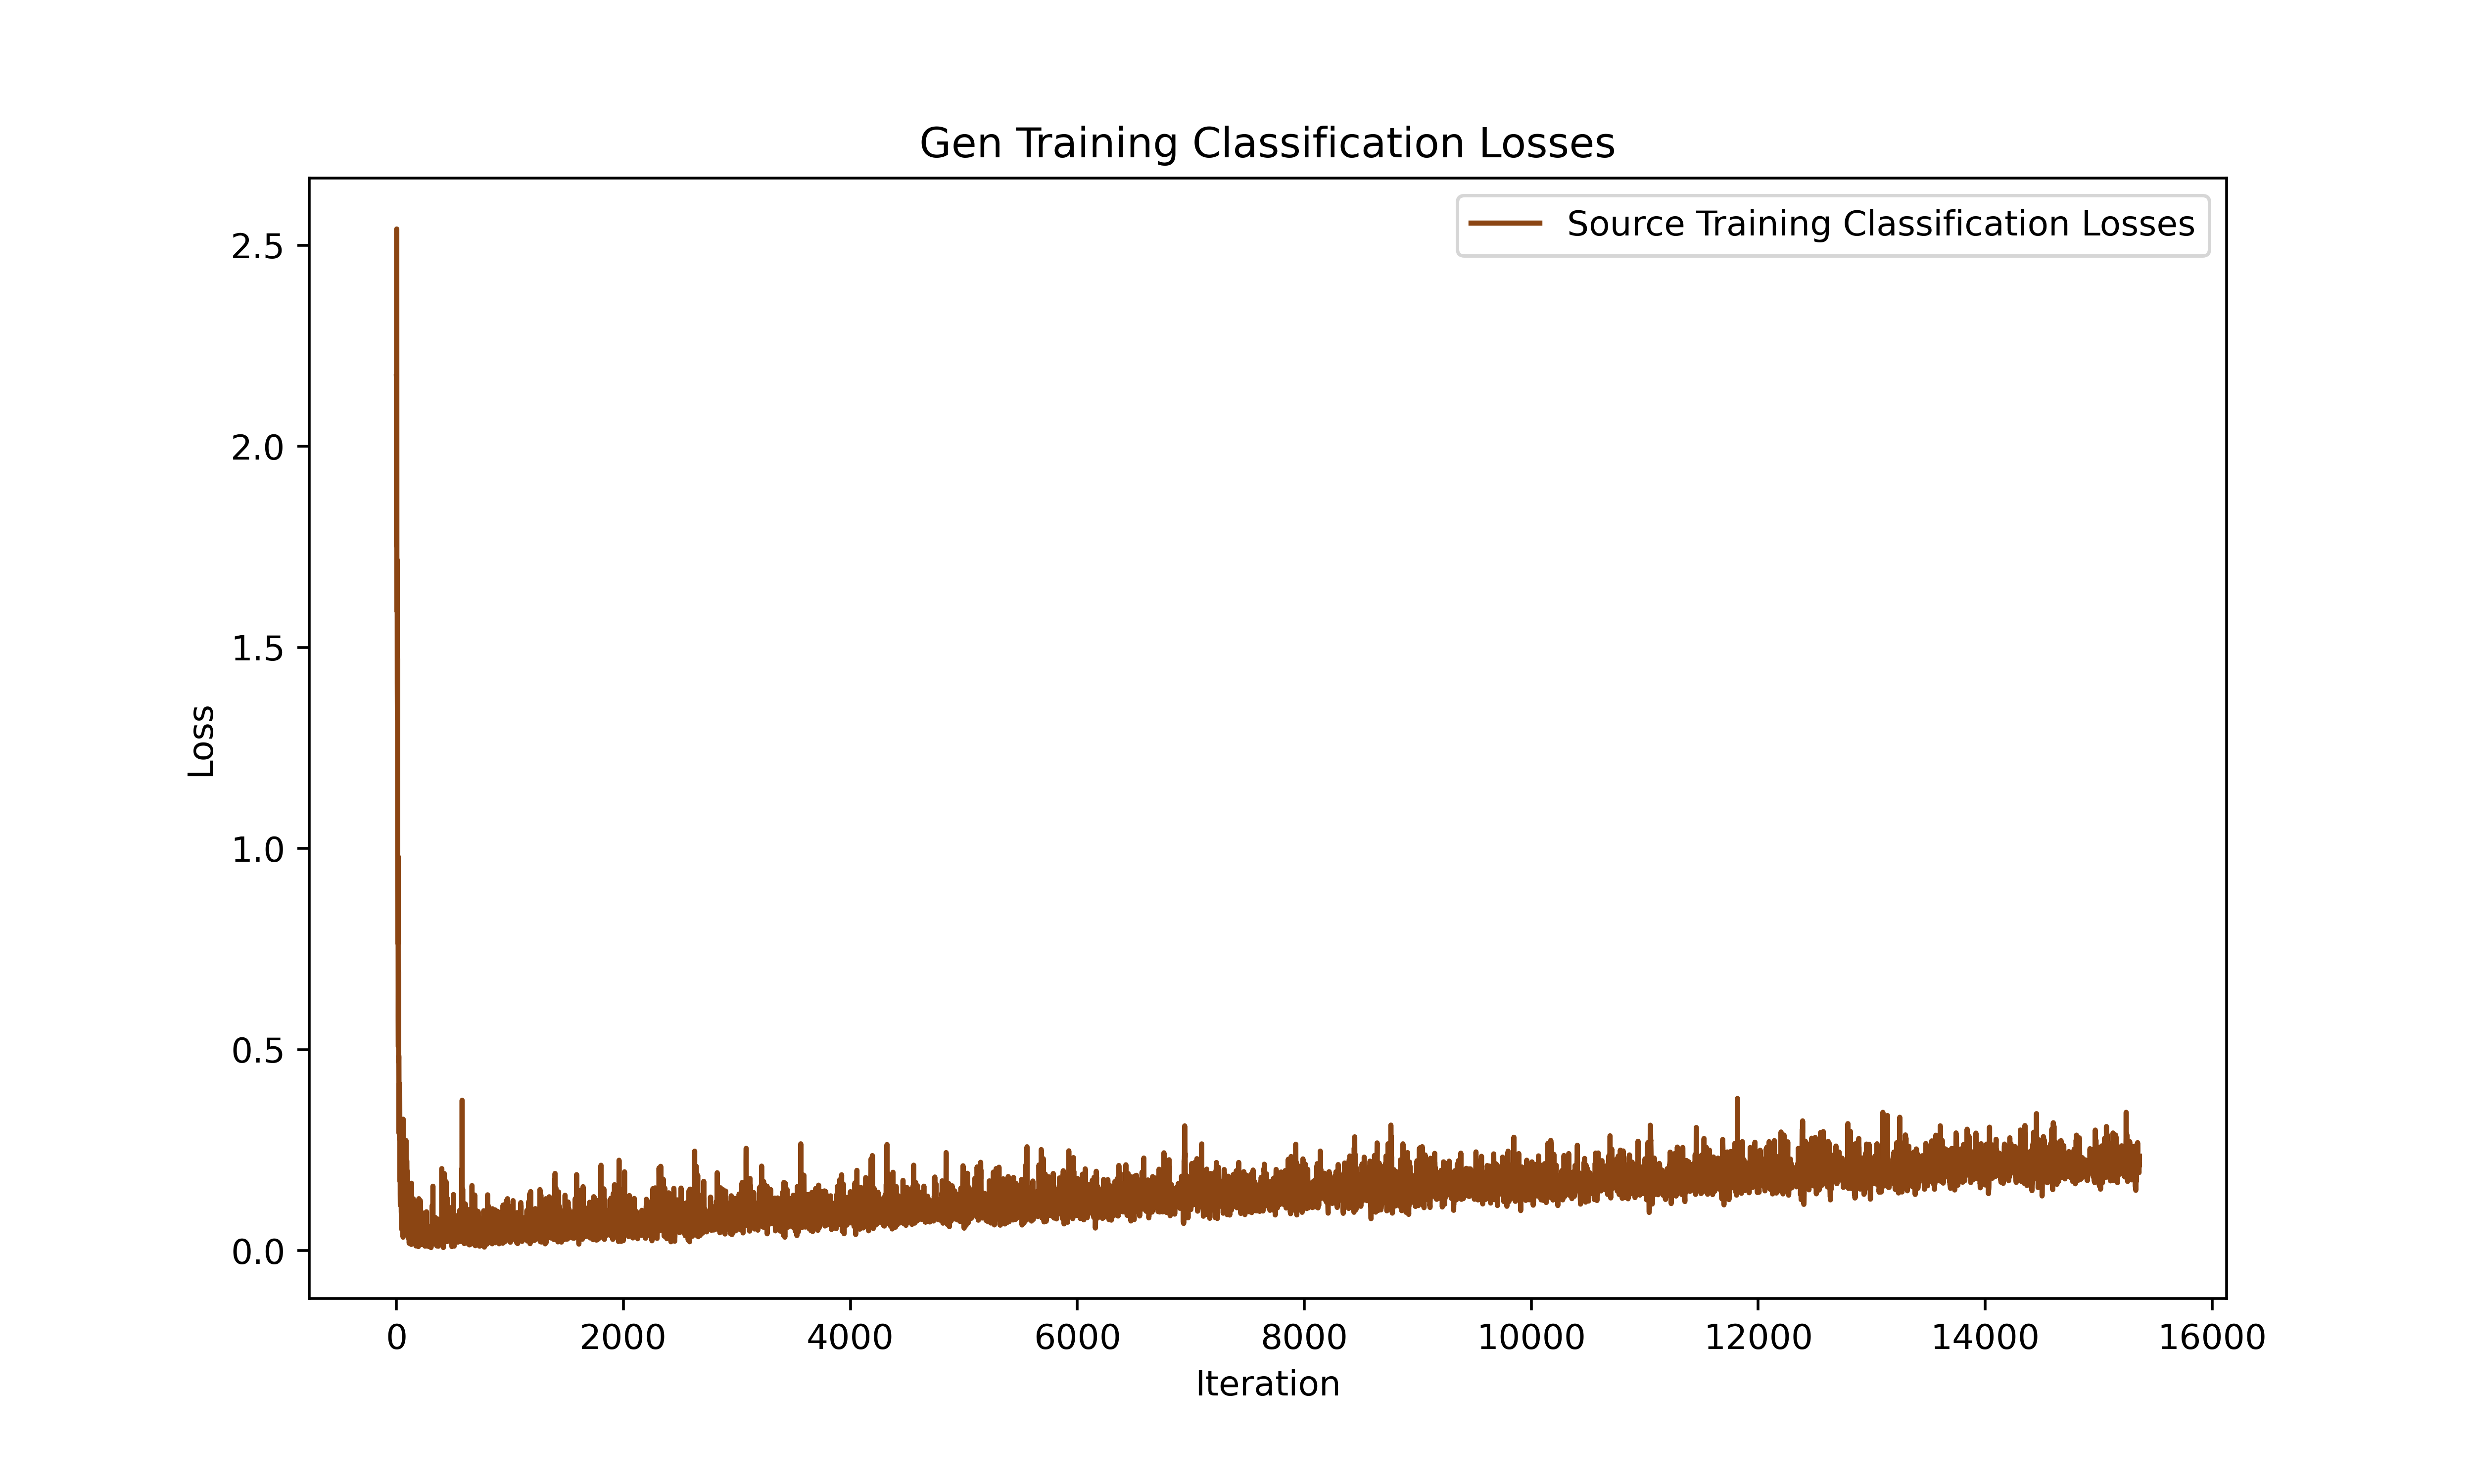 Gen Training Classification Losses
Source Training Classification Losses
2.5
2.0
1.5
1.0
0.5
0.0
Loss
0 2000 4000 6000 8000 10000 12000 14000 16000
Iteration